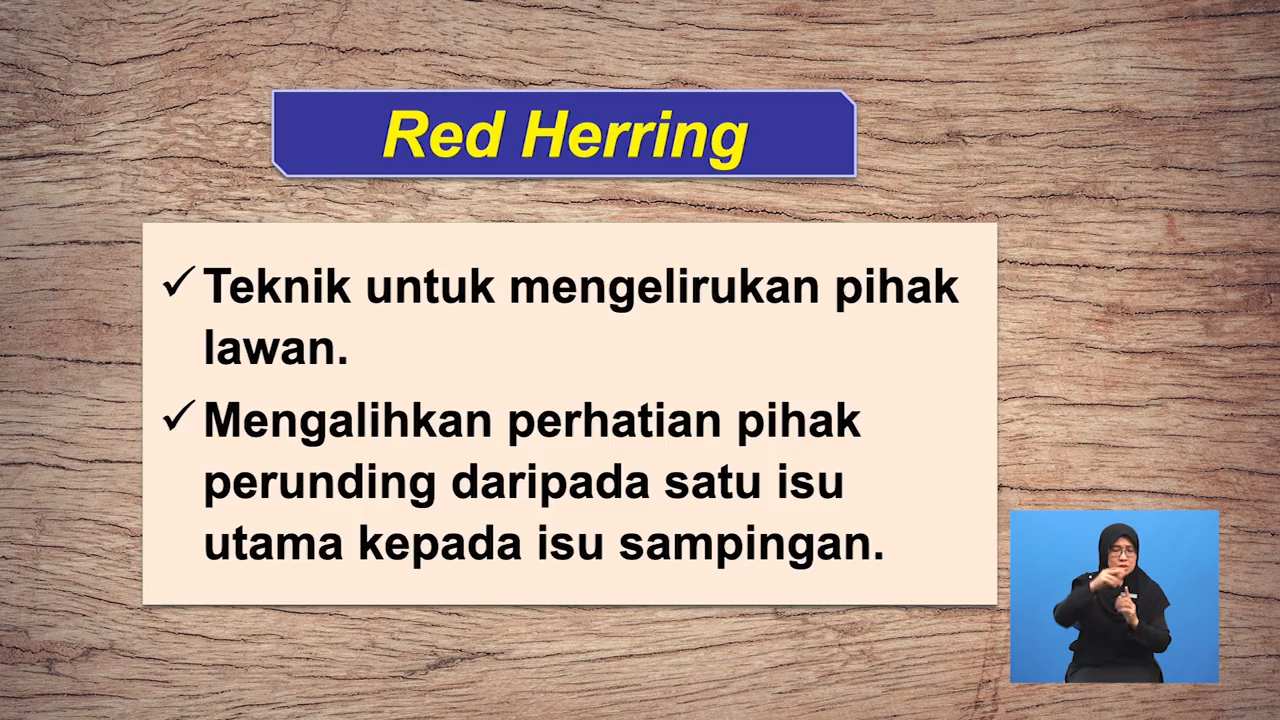 Red Herring
✓ Teknik untuk mengelirukan pihak
lawan.
✓ Mengalihkan perhatian pihak
perunding daripada satu isu
utama kepada isu sampingan.